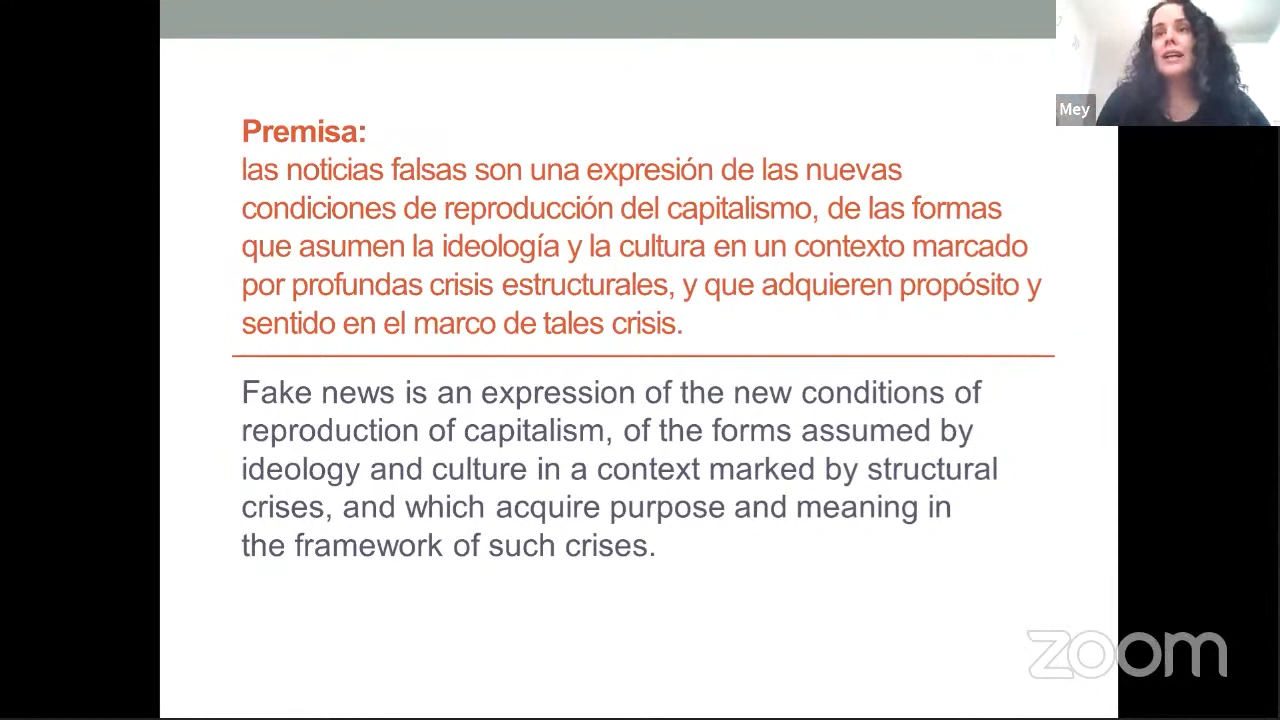 Premisa:
las noticias falsas son una expresión de las nuevas
condiciones de reproducción del capitalismo, de las formas
que asumen la ideología y la cultura en un contexto marcado
por profundas crisis estructurales, y que adquieren propósito y
sentido en el marco de tales crisis.
Fake news is an expression of the new conditions of
reproduction of capitalism, of the forms assumed by
ideology and culture in a context marked by structural
crises, and which acquire purpose and meaning in
the framework of such crises.
Mey
zoom